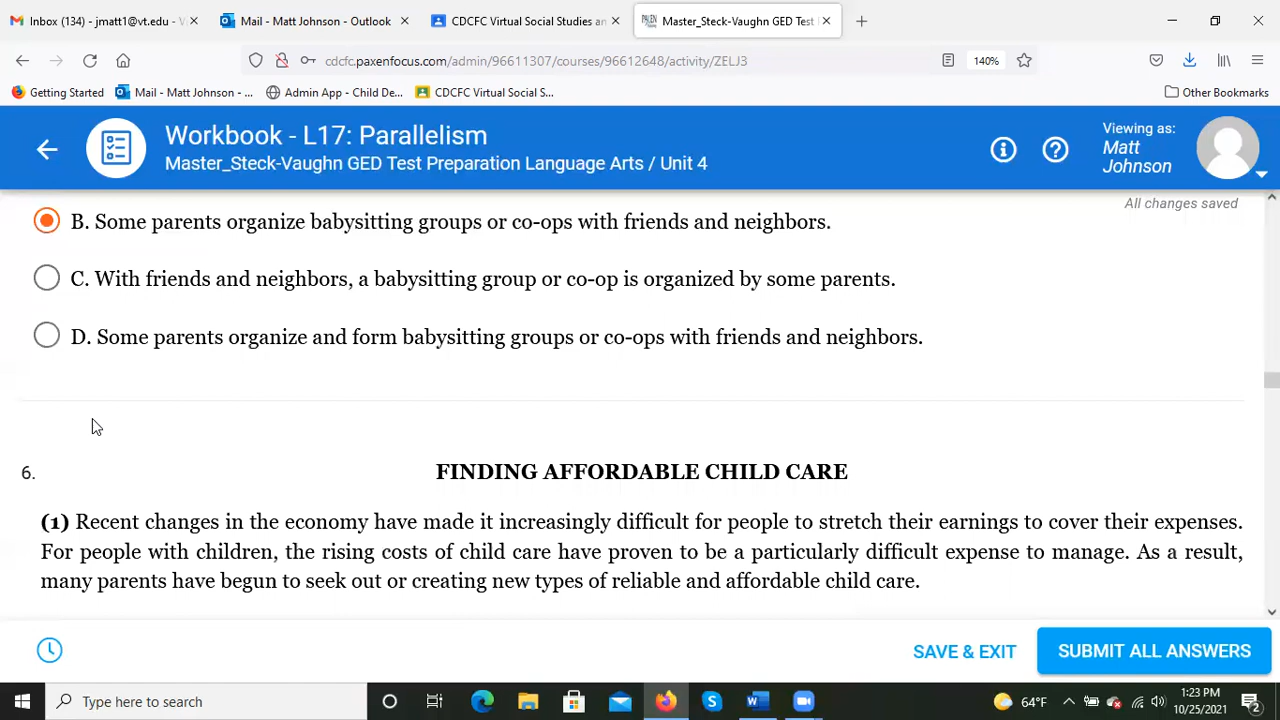 Inbox (134) - jmatt1@vt.edu - V
Mail - Matt Johnson - Outlook
CDCFC Virtual Social Studies an
PAXEN
Master_Steck-Vaughn GED Test
cdcfc.paxenfocus.com/admin/96611307/courses/96612648/activity/ZELJ3
140%
Getting Started
Mail - Matt Johnson - ...
Admin App - Child De...
CDCFC Virtual Social S...
Other Bookmarks
Workbook - L17: Parallelism
Master_Steck-Vaughn GED Test Preparation Language Arts / Unit 4
Viewing as:
Matt
Johnson
All changes saved
B. Some parents organize babysitting groups or co-ops with friends and neighbors.
C. With friends and neighbors, a babysitting group or co-op is organized by some parents.
D. Some parents organize and form babysitting groups or co-ops with friends and neighbors.
6.
FINDING AFFORDABLE CHILD CARE
(1) Recent changes in the economy have made it increasingly difficult for people to stretch their earnings to cover their expenses.
For people with children, the rising costs of child care have proven to be a particularly difficult expense to manage. As a result,
many parents have begun to seek out or creating new types of reliable and affordable child care.
SAVE & EXIT
SUBMIT ALL ANSWERS
Type here to search
64°F
1:23 PM
10/25/2021
2